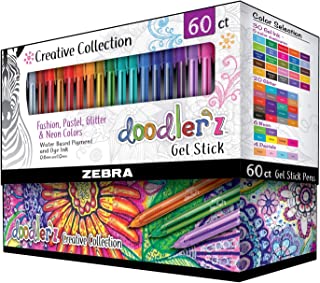 60 ct
Creative Collection
Fashion, Pastel, Glitter
& Neon Colors
Water Based Pigment
and Dye Ink
doodler'z
Gel Stick
ZEBRA
60 ct Gel Stick Pens
doodler'z
Creative Collection
Color Selection